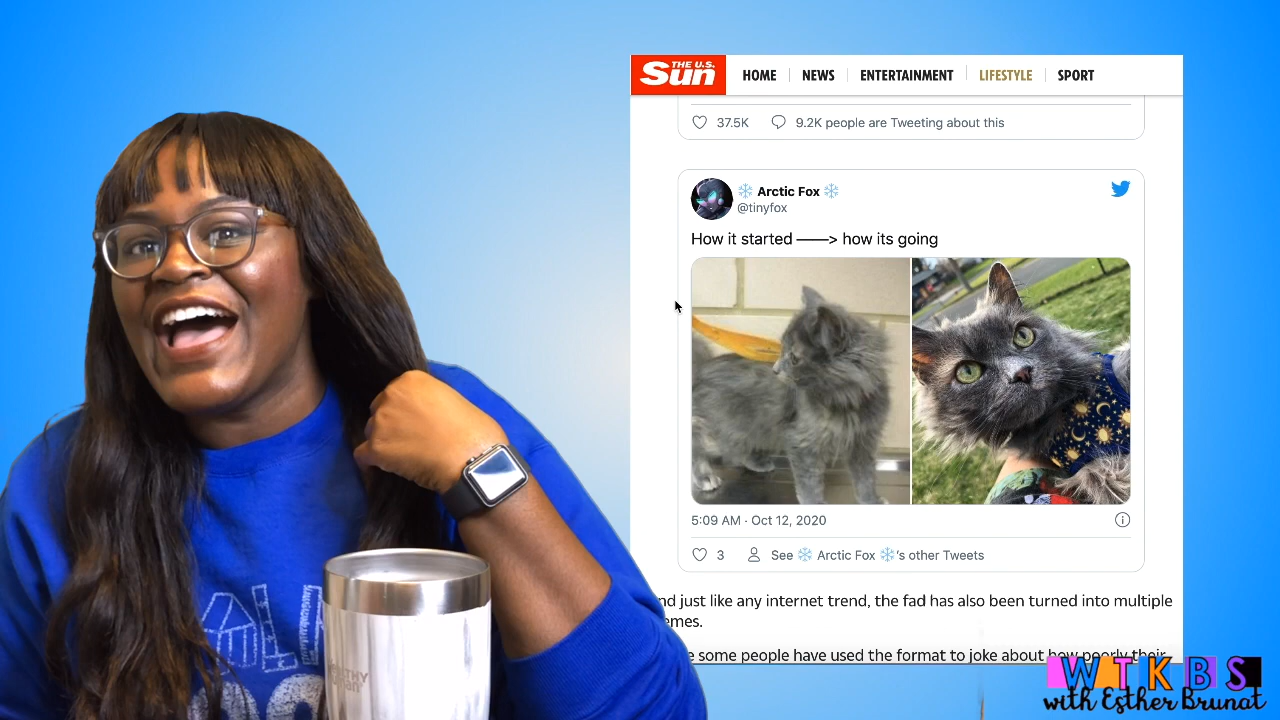 THE U.S.
Sun
HOME NEWS ENTERTAINMENT LIFESTYLE SPORT
37.5K 9.2K people are Tweeting about this
Arctic Fox
@tinyfox
How it started ——> how its going
5:09 AM · Oct 12, 2020
3 See Arctic Fox 's other Tweets
nd just like any internet trend, the fad has also been turned into multiple
emes.
e some people have used the format to joke about how poorly their
WTKBS
with Esther Brunat